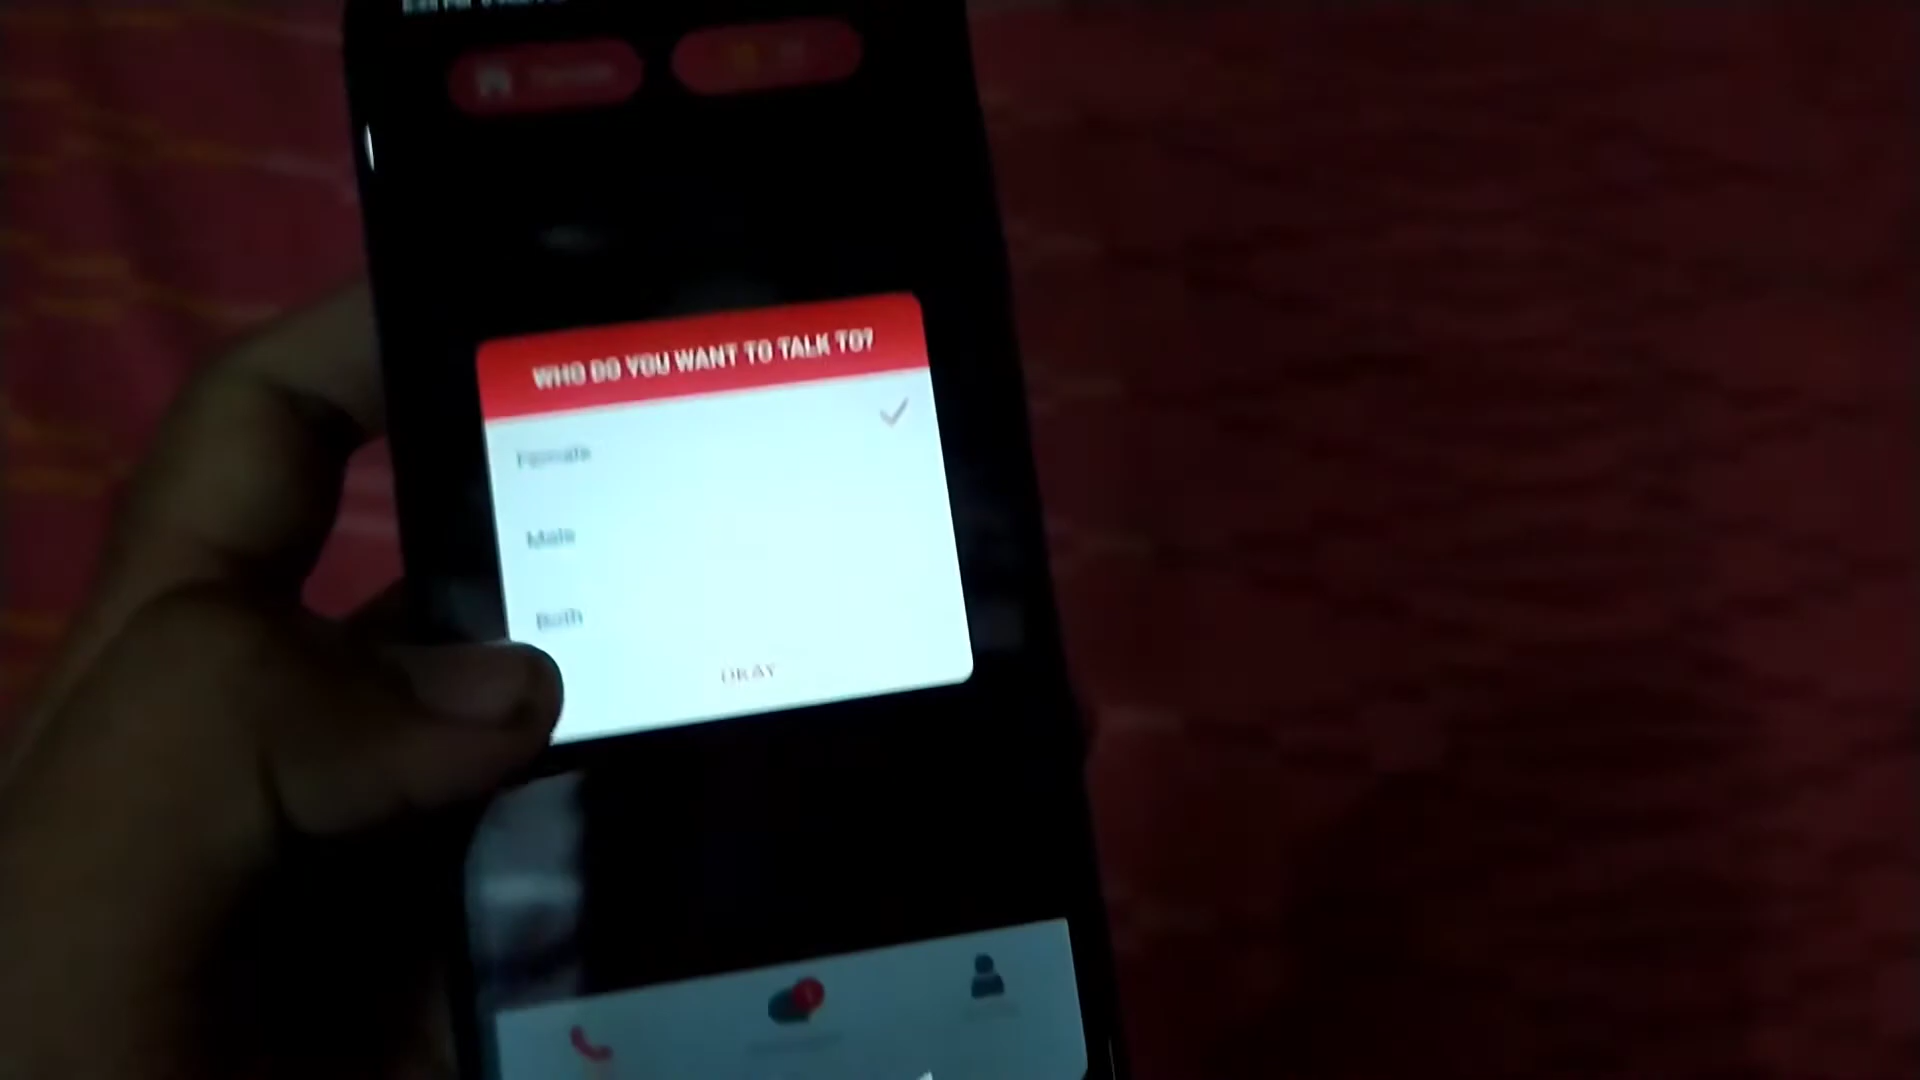 WHO DO YOU WANT TO TALK TO?
Female
Male
Both
OKAY